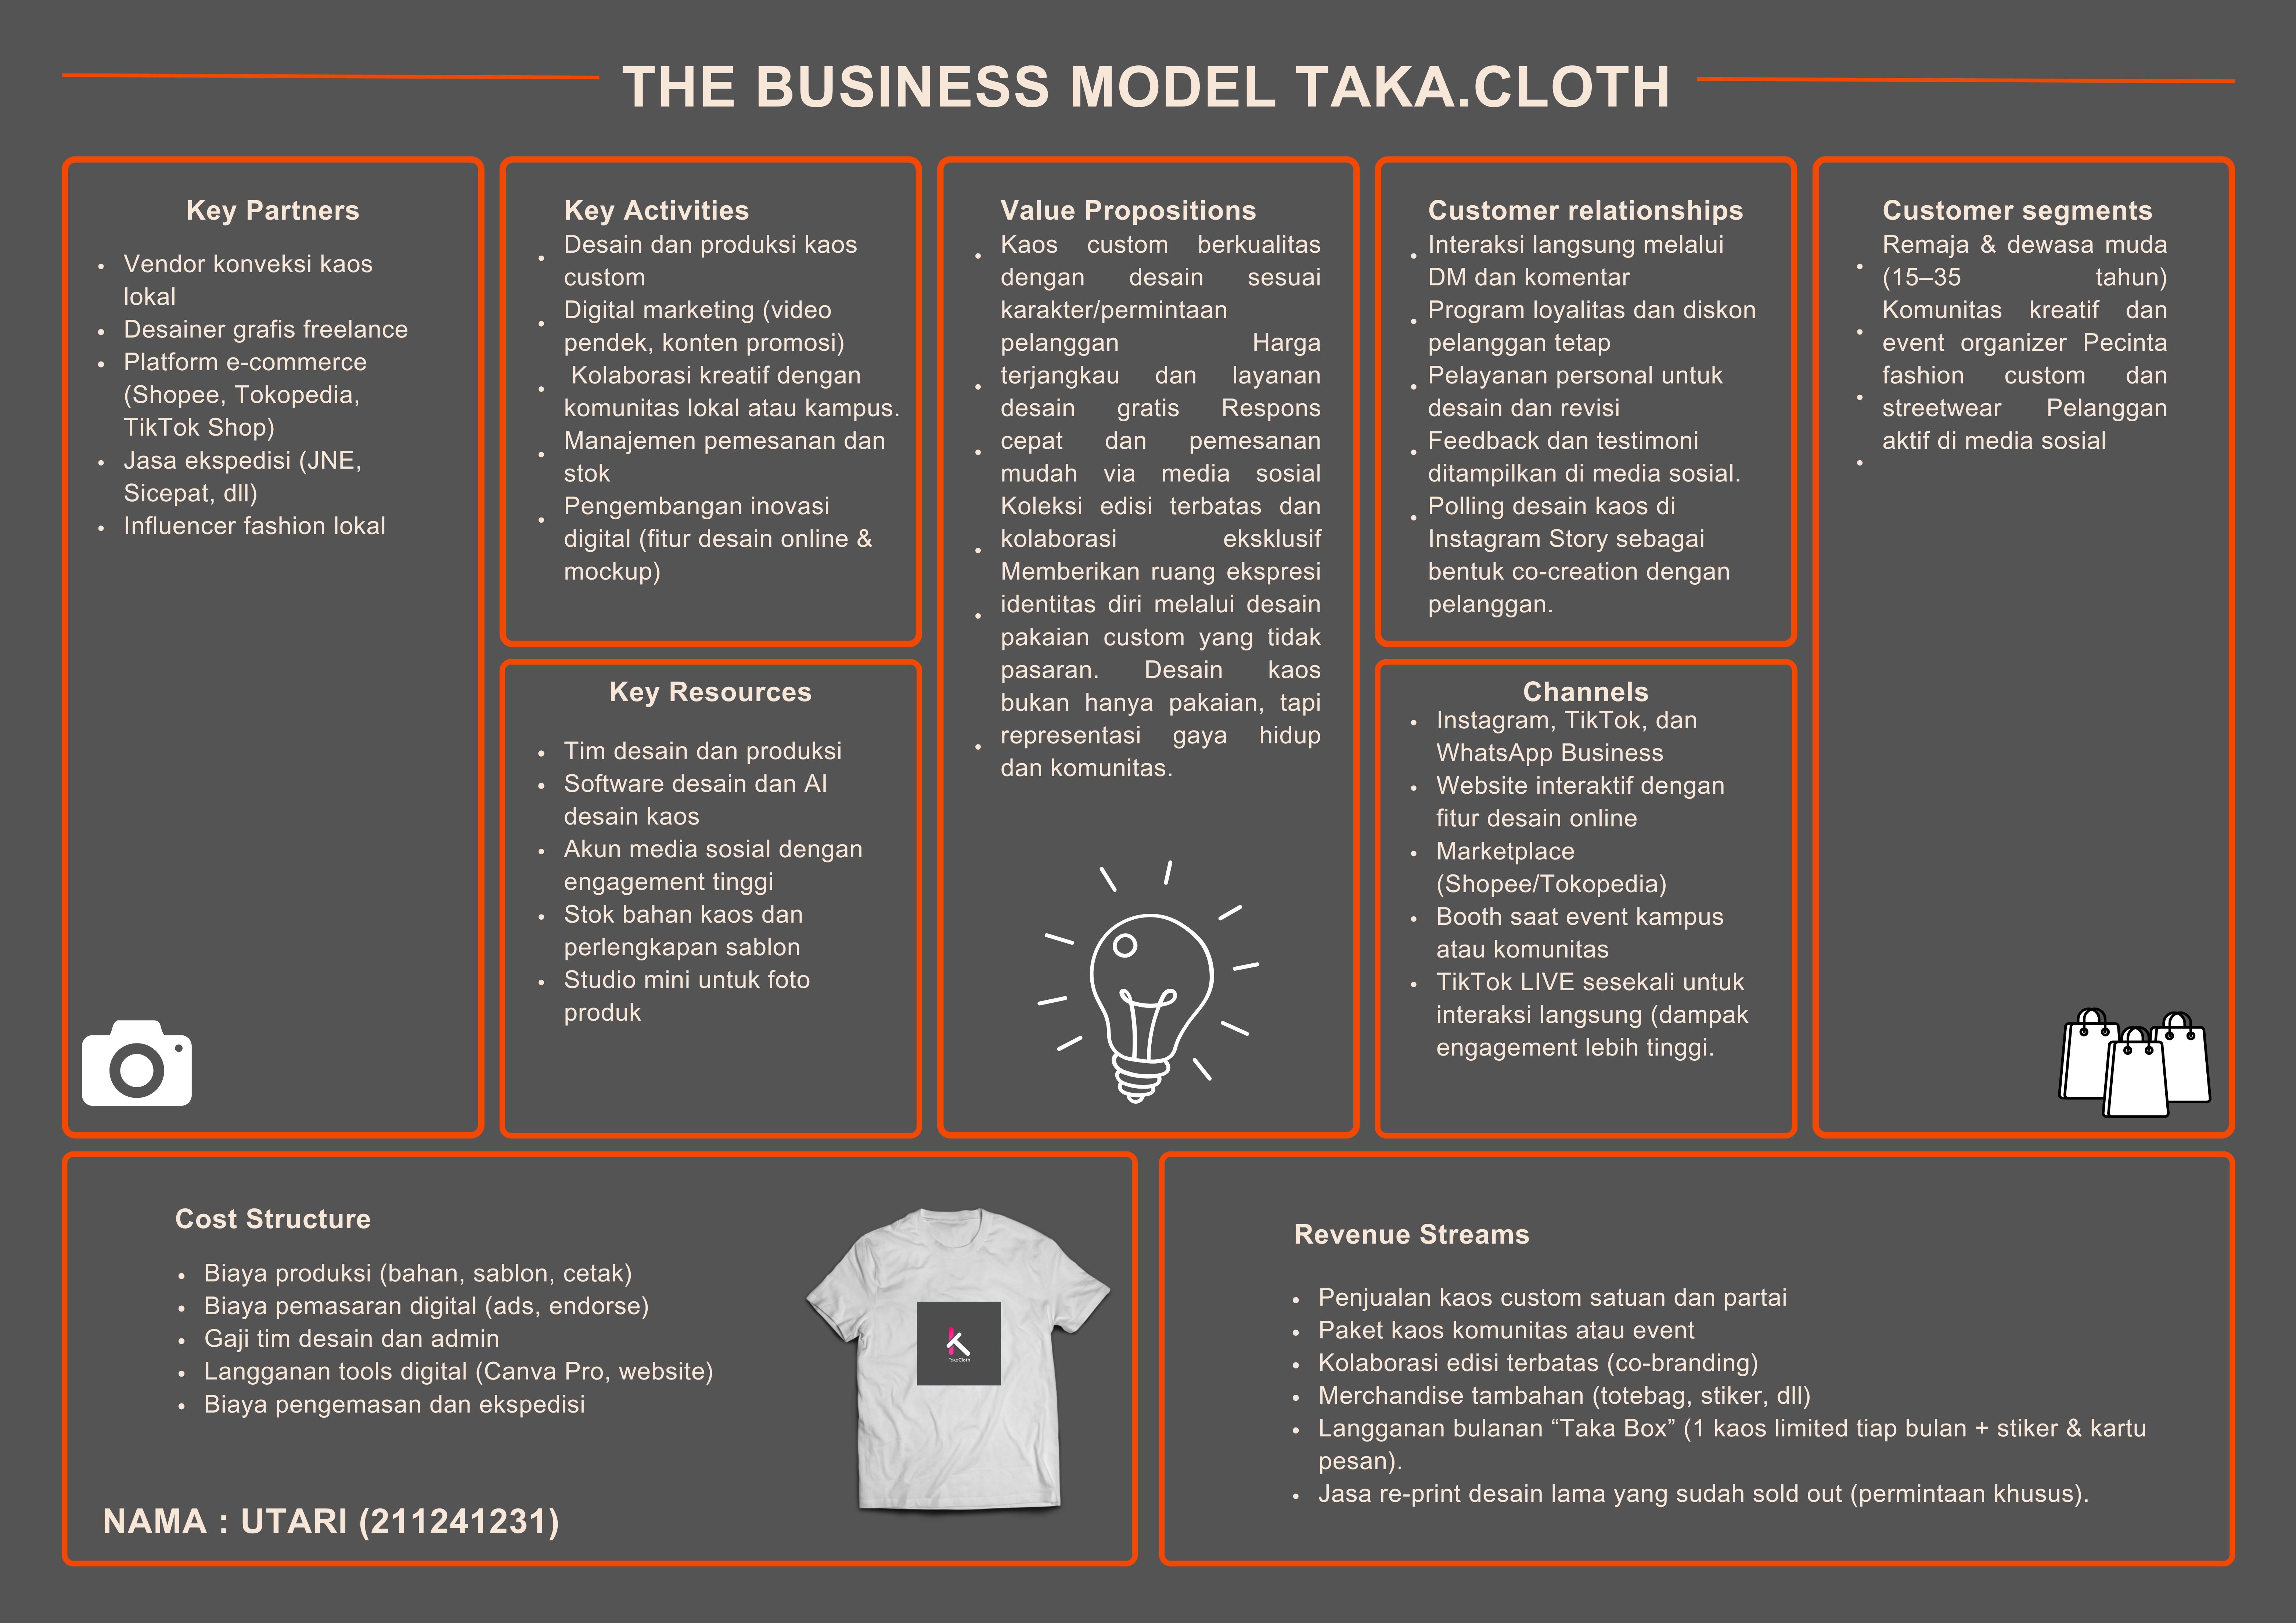 THE BUSINESS MODEL TAKA.CLOTH
Key Partners
Vendor konveksi kaos
lokal
Desainer grafis freelance
Platform e-commerce
(Shopee, Tokopedia,
TikTok Shop)
Jasa ekspedisi (JNE,
Sicepat, dll)
Influencer fashion lokal
Key Activities
Desain dan produksi kaos
custom
Digital marketing (video
pendek, konten promosi)
Kolaborasi kreatif dengan
komunitas lokal atau kampus.
Manajemen pemesanan dan
stok
Pengembangan inovasi
digital (fitur desain online &
mockup)
Key Resources
Tim desain dan produksi
Software desain dan AI
desain kaos
Akun media sosial dengan
engagement tinggi
Stok bahan kaos dan
perlengkapan sablon
Studio mini untuk foto
produk
Value Propositions
Kaos custom berkualitas
dengan desain sesuai
karakter/permintaan
pelanggan Harga
terjangkau dan layanan
desain gratis Respons
cepat dan pemesanan
mudah via media sosial
Koleksi edisi terbatas dan
kolaborasi eksklusif
Memberikan ruang ekspresi
identitas diri melalui desain
pakaian custom yang tidak
pasaran. Desain kaos
bukan hanya pakaian, tapi
representasi gaya hidup
dan komunitas.
Customer relationships
Interaksi langsung melalui
DM dan komentar
Program loyalitas dan diskon
pelanggan tetap
Pelayanan personal untuk
desain dan revisi
Feedback dan testimoni
ditampilkan di media sosial.
Polling desain kaos di
Instagram Story sebagai
bentuk co-creation dengan
pelanggan.
Channels
Instagram, TikTok, dan
WhatsApp Business
Website interaktif dengan
fitur desain online
Marketplace
(Shopee/Tokopedia)
Booth saat event kampus
atau komunitas
TikTok LIVE sesekali untuk
interaksi langsung (dampak
engagement lebih tinggi.
Customer segments
Remaja & dewasa muda
(15–35 tahun)
Komunitas kreatif dan
event organizer Pecinta
fashion custom dan
streetwear Pelanggan
aktif di media sosial
Cost Structure
Biaya produksi (bahan, sablon, cetak)
Biaya pemasaran digital (ads, endorse)
Gaji tim desain dan admin
Langganan tools digital (Canva Pro, website)
Biaya pengemasan dan ekspedisi
NAMA : UTARI (211241231)
Revenue Streams
Penjualan kaos custom satuan dan partai
Paket kaos komunitas atau event
Kolaborasi edisi terbatas (co-branding)
Merchandise tambahan (totebag, stiker, dll)
Langganan bulanan “Taka Box” (1 kaos limited tiap bulan + stiker & kartu
pesan).
Jasa re-print desain lama yang sudah sold out (permintaan khusus).